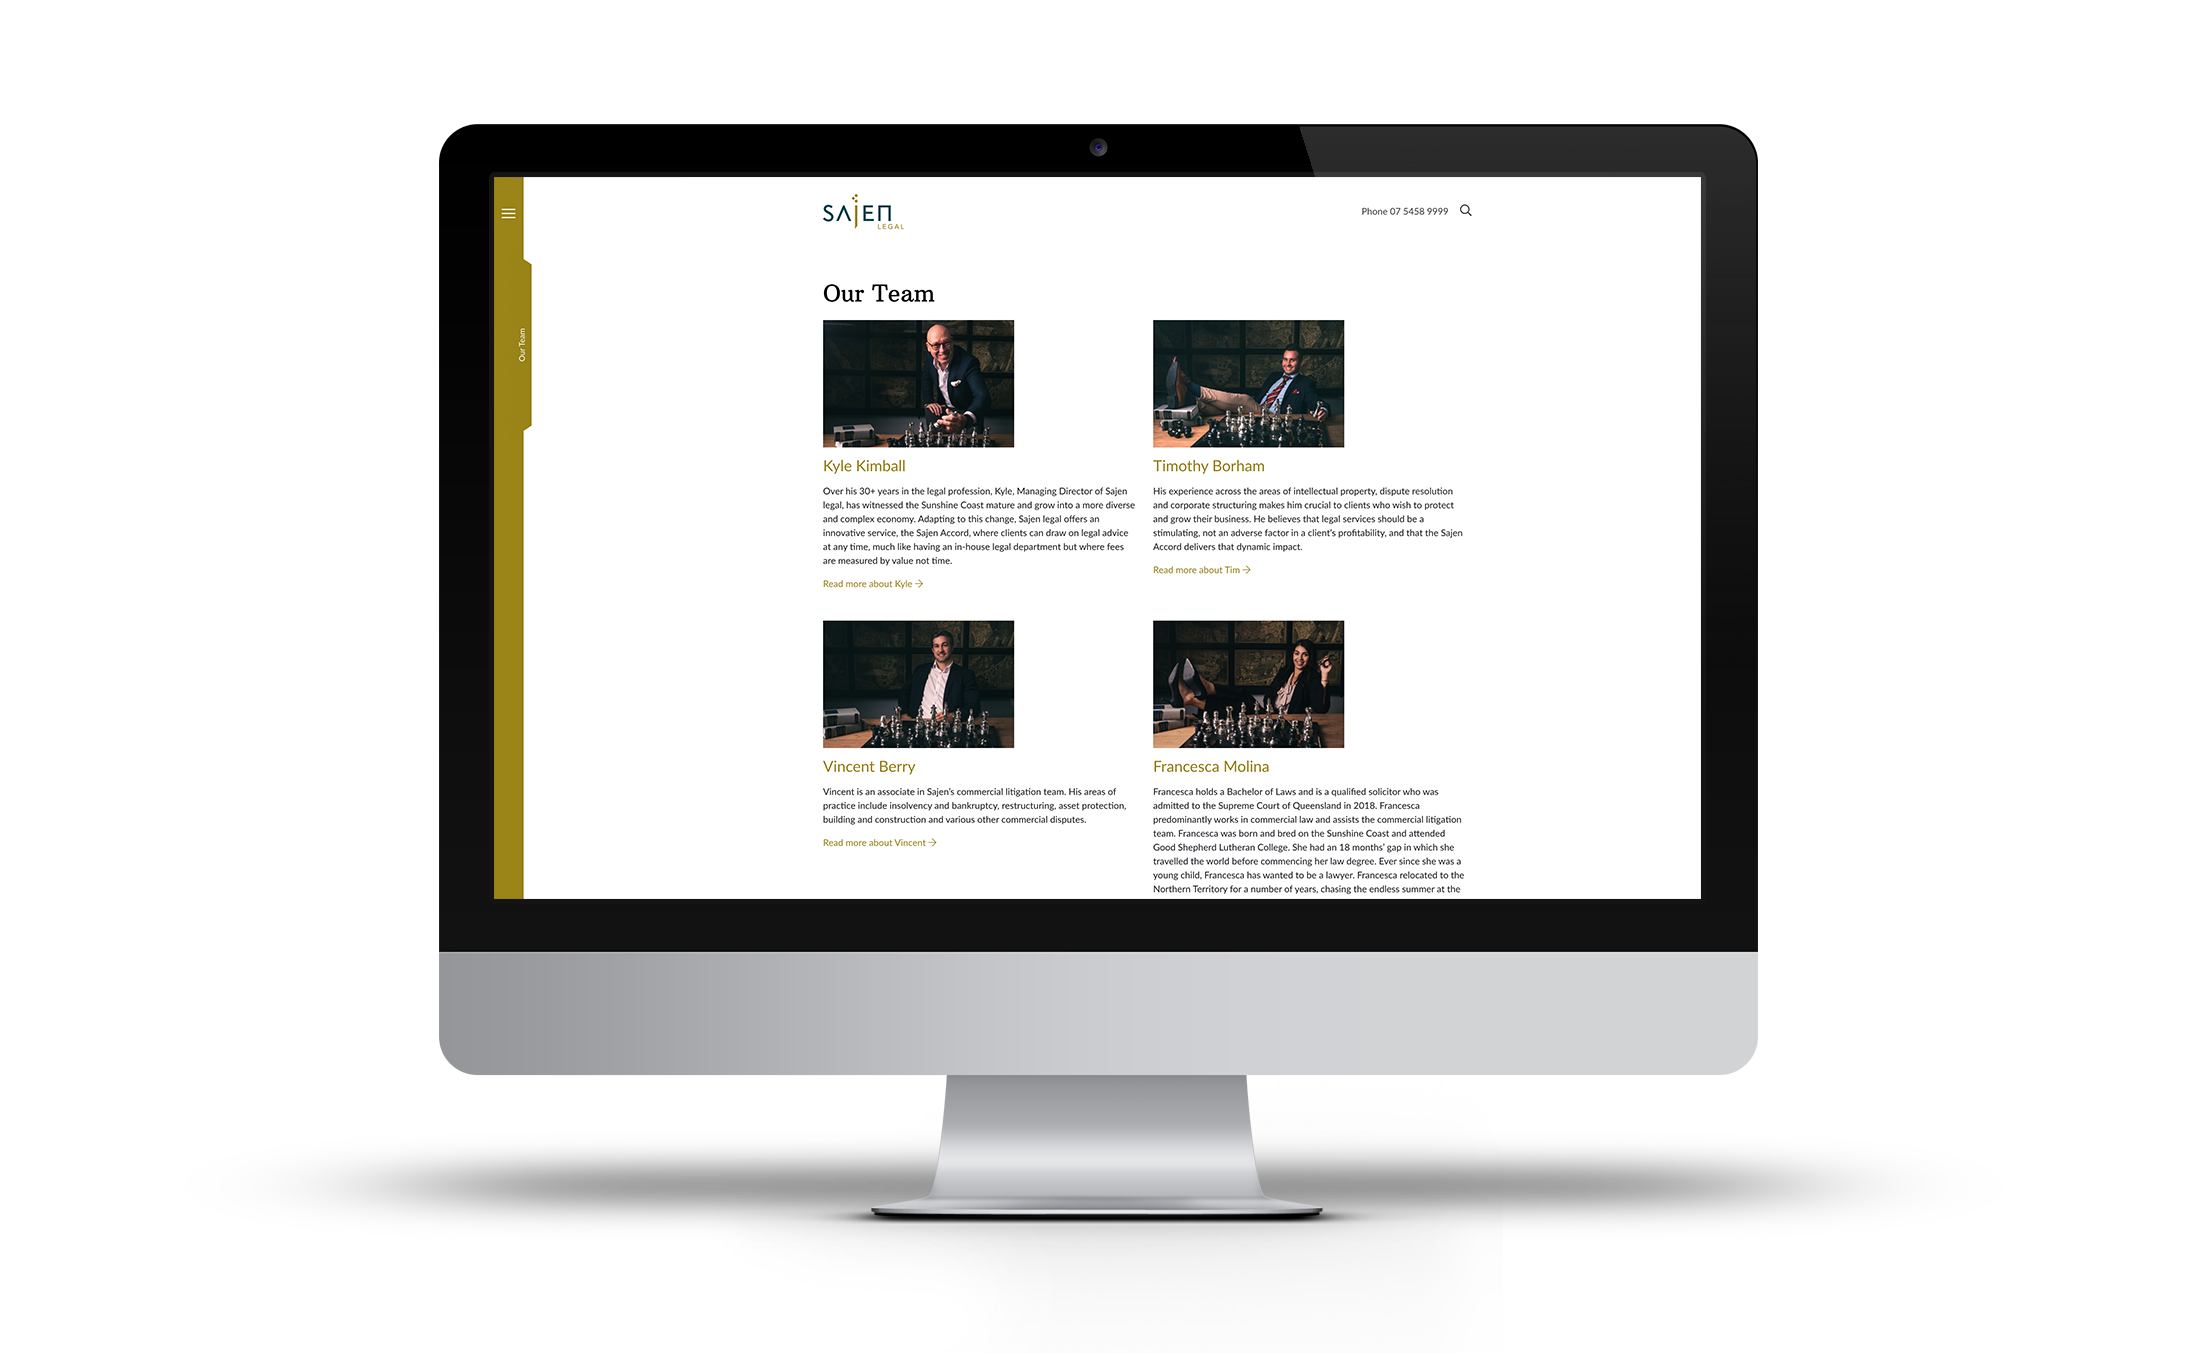 SAJEN
LEGAL
Phone 07 5458 9999
Our Team
Our Team
Kyle Kimball
Over his 30+ years in the legal profession, Kyle, Managing Director of Sajen
legal, has witnessed the Sunshine Coast mature and grow into a more diverse
and complex economy. Adapting to this change, Sajen legal offers an
innovative service, the Sajen Accord, where clients can draw on legal advice
at any time, much like having an in-house legal department but where fees
are measured by value not time.
Read more about Kyle →
Timothy Borham
His experience across the areas of intellectual property, dispute resolution
and corporate structuring makes him crucial to clients who wish to protect
and grow their business. He believes that legal services should be a
stimulating, not an adverse factor in a client's profitability, and that the Sajen
Accord delivers that dynamic impact.
Read more about Tim →
Vincent Berry
Vincent is an associate in Sajen's commercial litigation team. His areas of
practice include insolvency and bankruptcy, restructuring, asset protection,
building and construction and various other commercial disputes.
Read more about Vincent →
Francesca Molina
Francesca holds a Bachelor of Laws and is a qualified solicitor who was
admitted to the Supreme Court of Queensland in 2018. Francesca
predominantly works in commercial law and assists the commercial litigation
team. Francesca was born and bred on the Sunshine Coast and attended
Good Shepherd Lutheran College. She had an 18 months' gap in which she
travelled the world before commencing her law degree. Ever since she was a
young child, Francesca has wanted to be a lawyer. Francesca relocated to the
Northern Territory for a number of years, chasing the endless summer at the